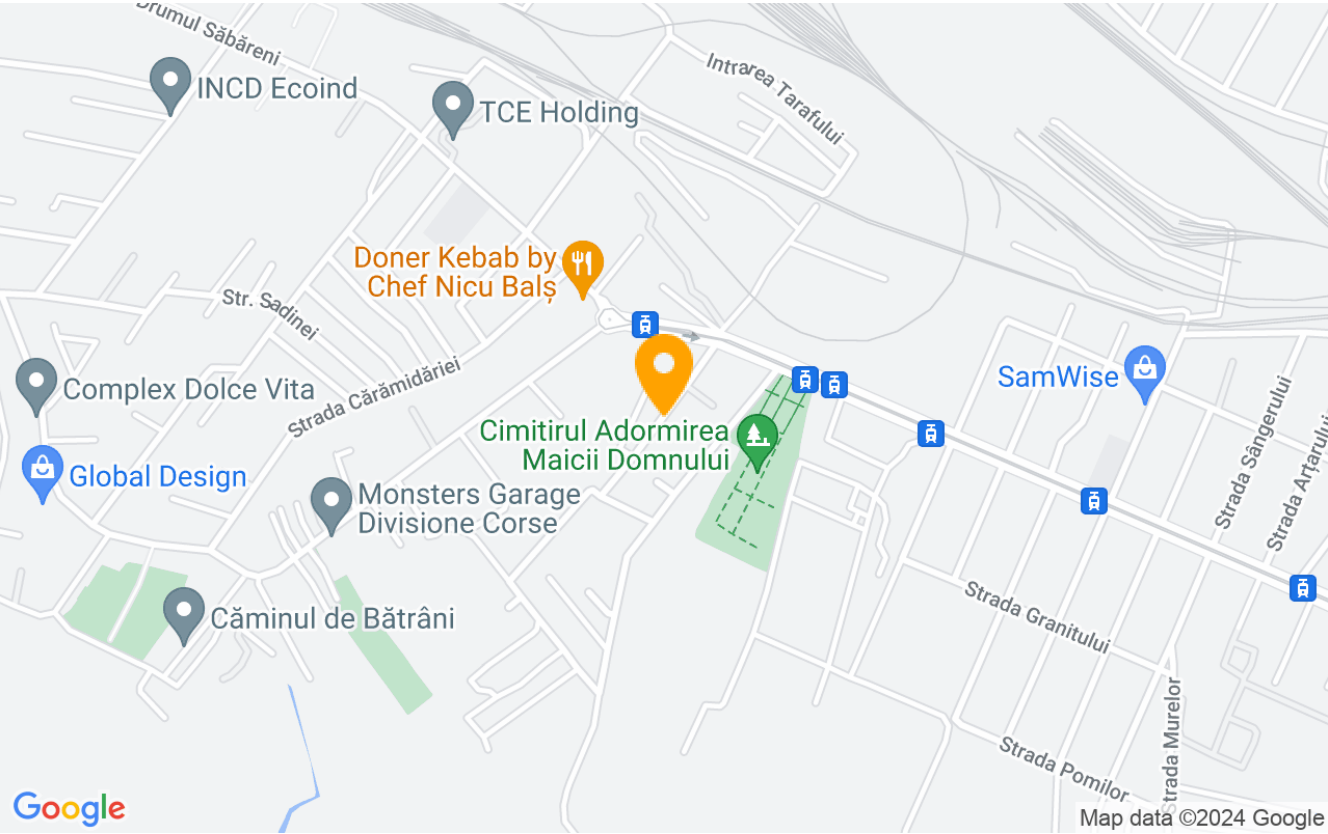 Drumul Săbăreni
INCD Ecoind
TCE Holding
Intrarea Tarafului
Doner Kebab by
Chef Nicu Balș
Str. Sadinei
Complex Dolce Vita
Strada Cărămidăriei
SamWise
Cimitirul Adormirea
Maicii Domnului
Global Design
Monsters Garage
Divisione Corse
Strada Sângerului
Strada Arțarului
Căminul de Bătrâni
Strada Granitului
Strada Murelor
Strada Pomilor
Google
Map data ©2024 Google